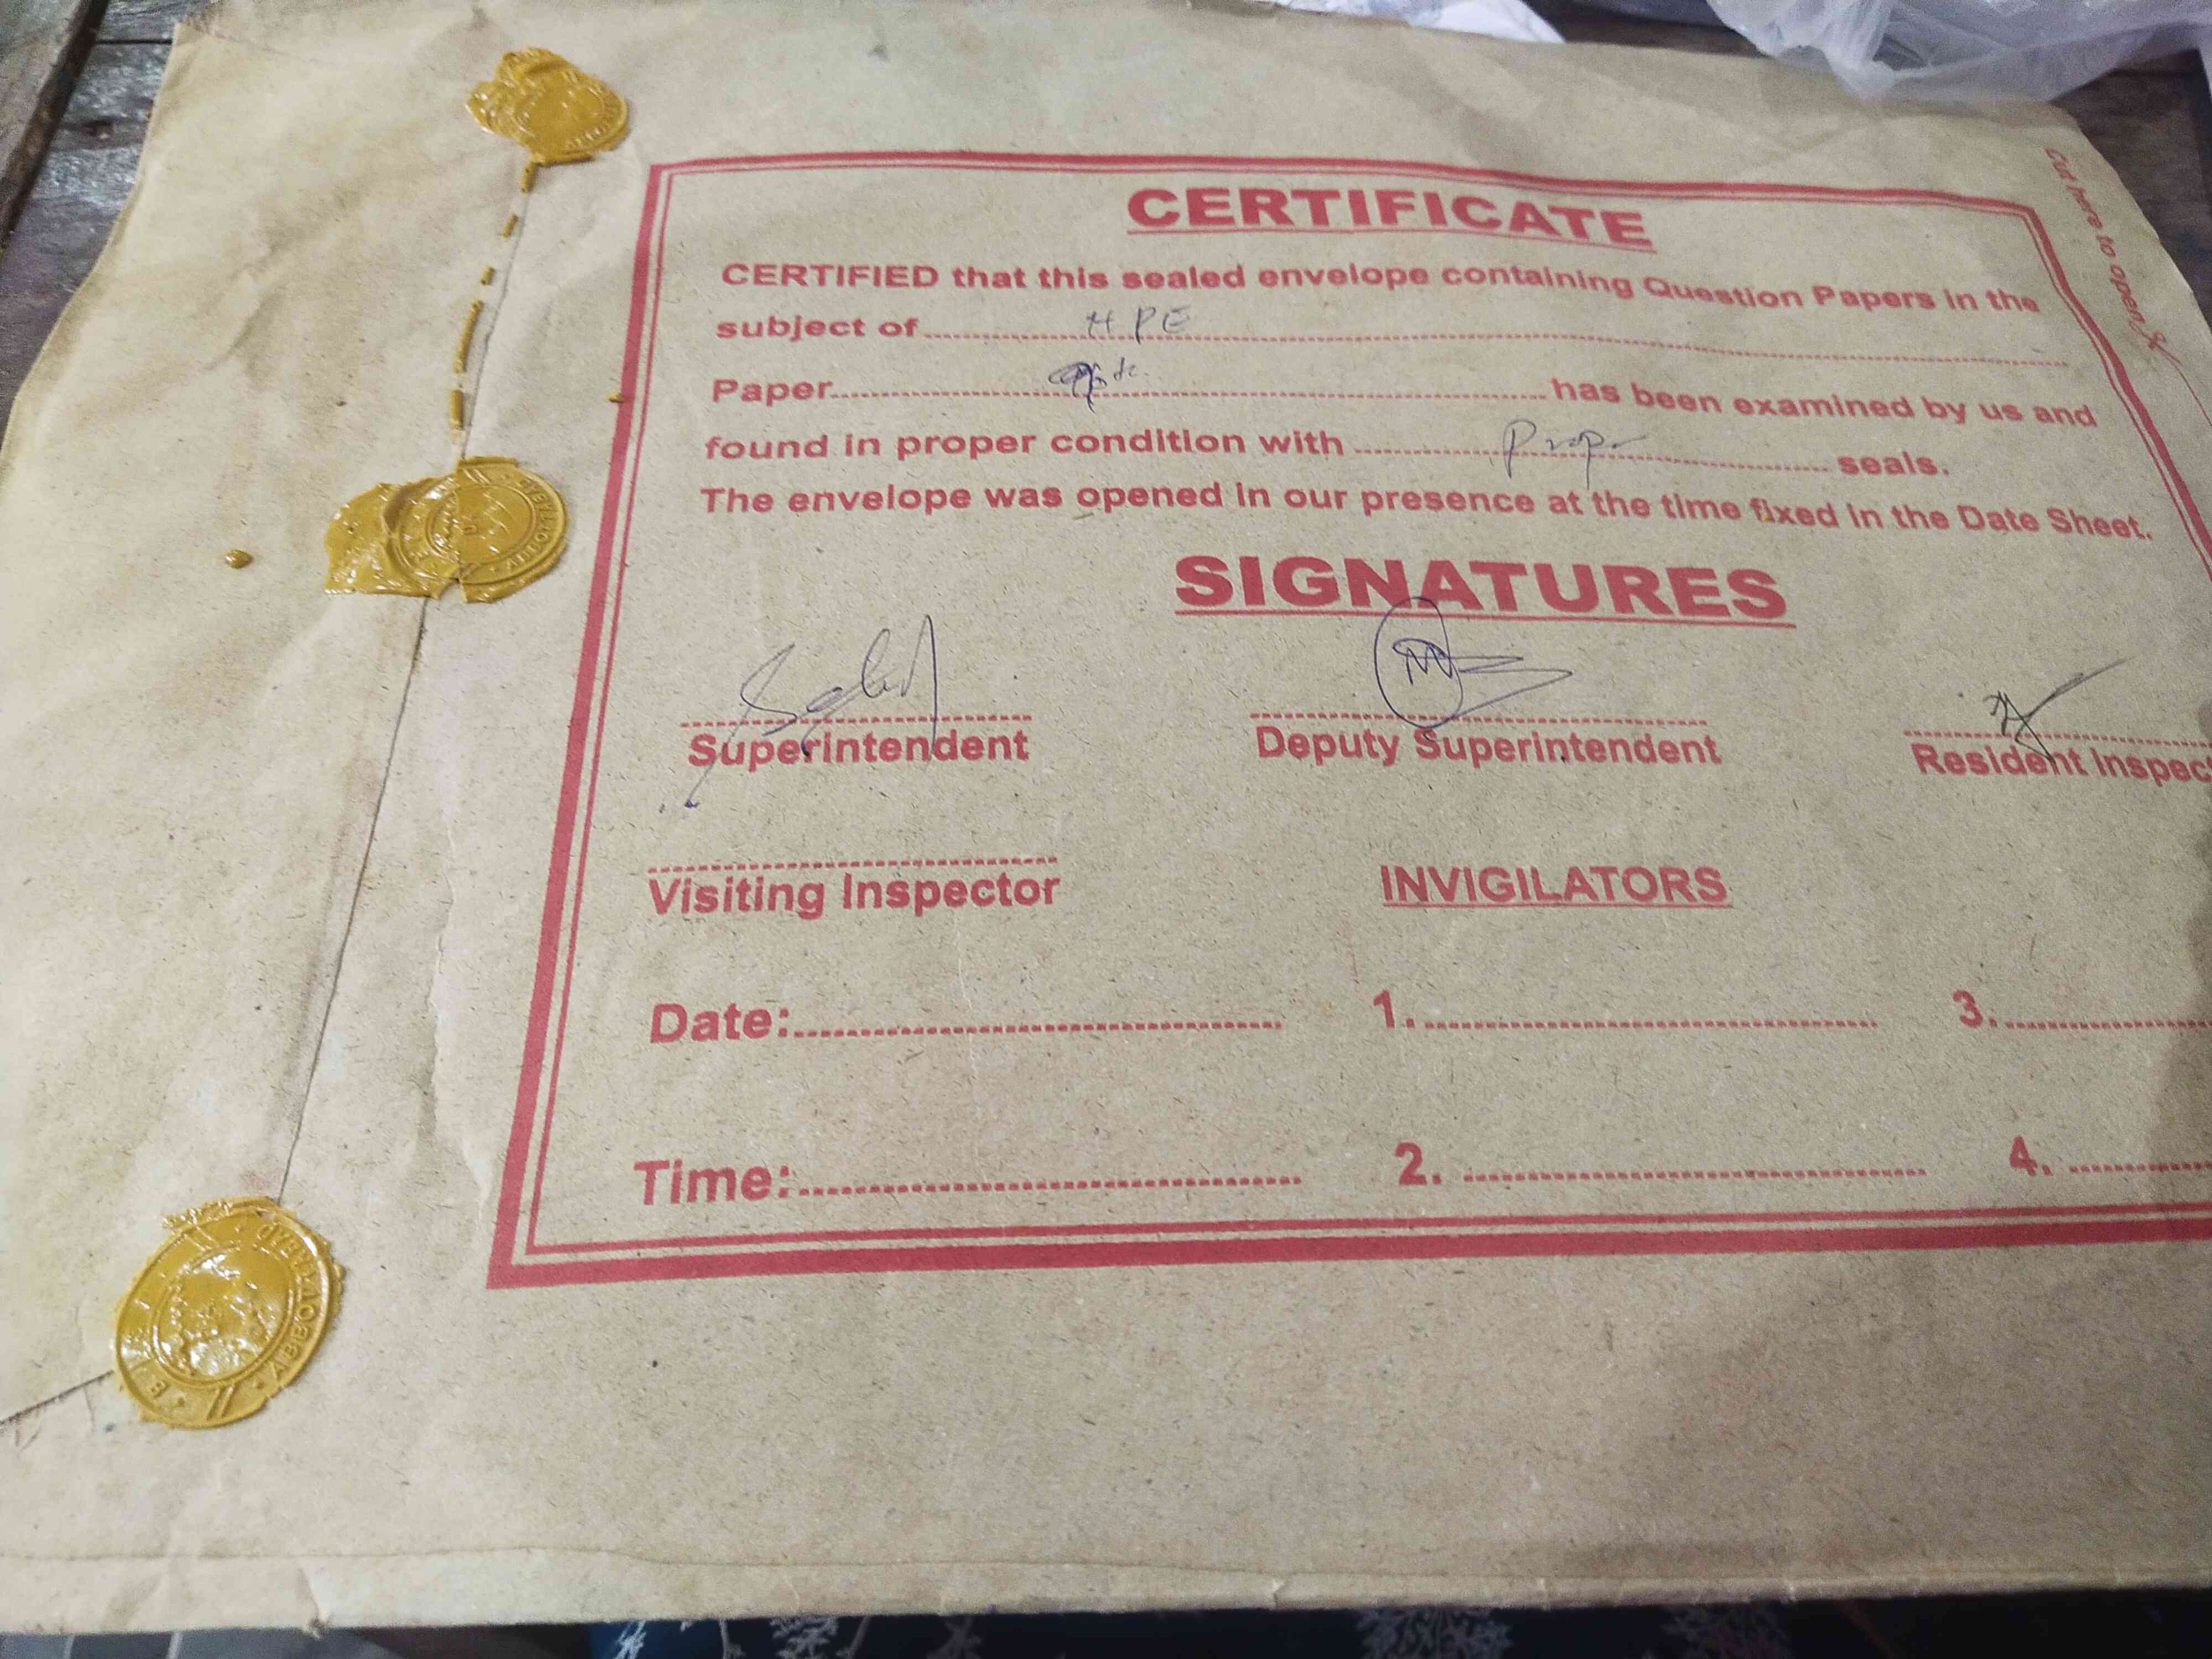 CERTIFICATE
CERTIFIED that this sealed envelope containing Question Papers in the
subject of HPE
Paper has been examined by us and
found in proper condition with Prop seals.
The envelope was opened in our presence at the time fixed in the Date Sheet.
SIGNATURES
Superintendent Deputy Superintendent Resident Inspec
Visiting Inspector INVIGILATORS
Date: 1. 3.
Time: 2. 4.
Cut here to open
ABBOTTABAD